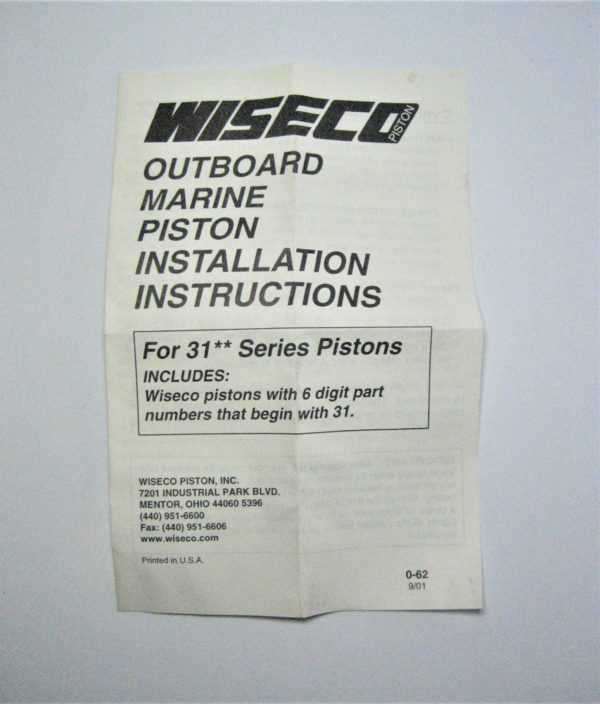 WISECO PISTON
OUTBOARD
MARINE
PISTON
INSTALLATION
INSTRUCTIONS
For 31** Series Pistons
INCLUDES:
Wiseco pistons with 6 digit part
numbers that begin with 31.
WISECO PISTON, INC.
7201 INDUSTRIAL PARK BLVD.
MENTOR, OHIO 44060 5396
(440) 951-6600
Fax: (440) 951-6606
www.wiseco.com
Printed in U.S.A.
0-62
9/01